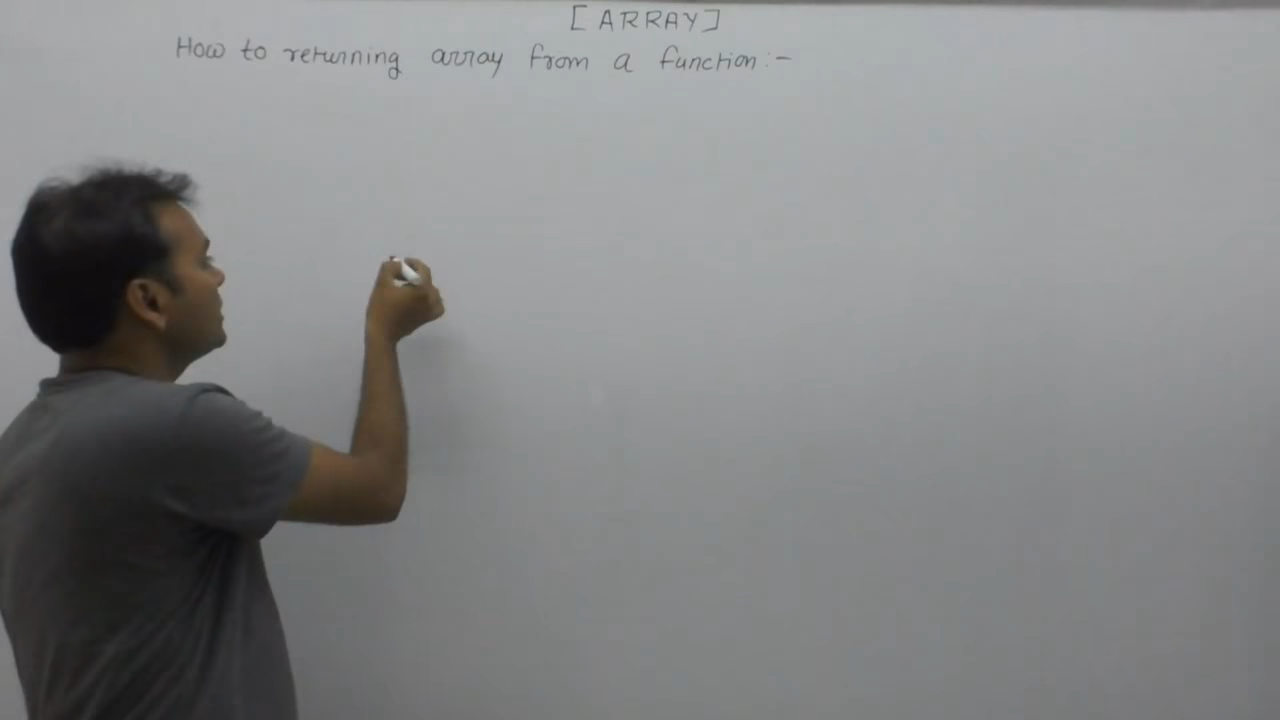 [ ARRAY ]
How to returning array from a function :-